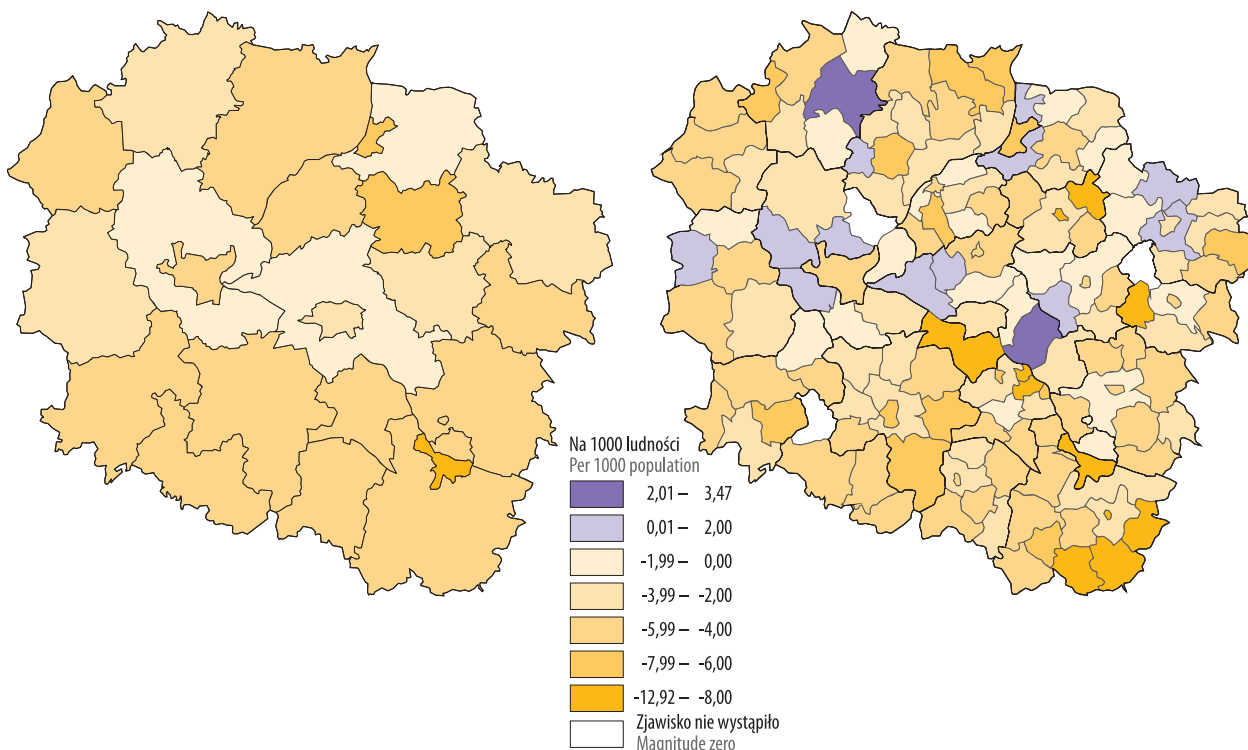 Na 1000 ludności
Per 1000 population
2,01 – 3,47
0,01 – 2,00
-1,99 – 0,00
-3,99 – -2,00
-5,99 – -4,00
-7,99 – -6,00
-12,92 – -8,00
Zjawisko nie wystąpiło
Magnitude zero